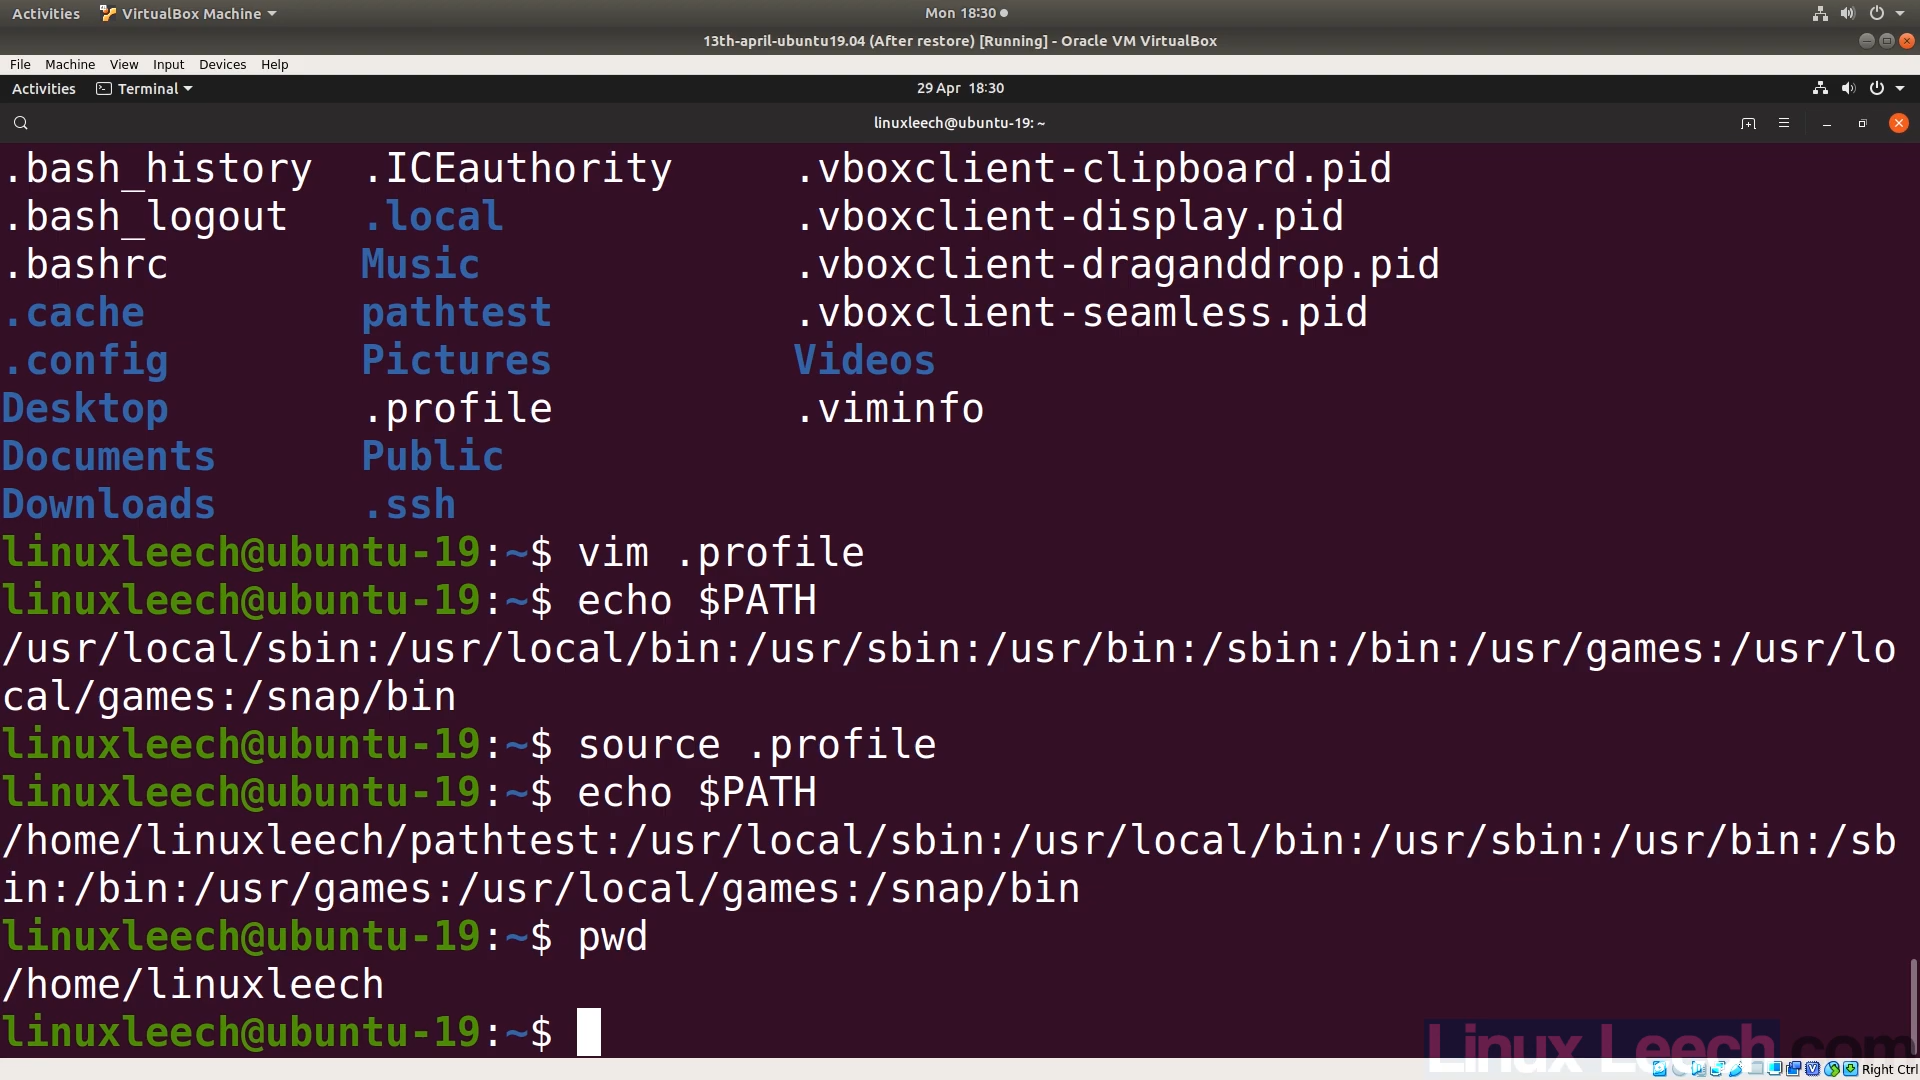 Activities VirtualBox Machine Mon 18:30
13th-april-ubuntu19.04 (After restore) [Running] - Oracle VM VirtualBox
File Machine View Input Devices Help
Activities Terminal 29 Apr 18:30
linuxleech@ubuntu-19: ~
.bash_history .ICEauthority .vboxclient-clipboard.pid
.bash_logout .local .vboxclient-display.pid
.bashrc Music .vboxclient-draganddrop.pid
.cache pathtest .vboxclient-seamless.pid
.config Pictures Videos
Desktop .profile .viminfo
Documents Public
Downloads .ssh
linuxleech@ubuntu-19:~$ vim .profile
linuxleech@ubuntu-19:~$ echo $PATH
/usr/local/sbin:/usr/local/bin:/usr/sbin:/usr/bin:/sbin:/bin:/usr/games:/usr/lo
cal/games:/snap/bin
linuxleech@ubuntu-19:~$ source .profile
linuxleech@ubuntu-19:~$ echo $PATH
/home/linuxleech/pathtest:/usr/local/sbin:/usr/local/bin:/usr/sbin:/usr/bin:/sb
in:/bin:/usr/games:/usr/local/games:/snap/bin
linuxleech@ubuntu-19:~$ pwd
/home/linuxleech
linuxleech@ubuntu-19:~$
Linux Leech.com
Right Ctrl